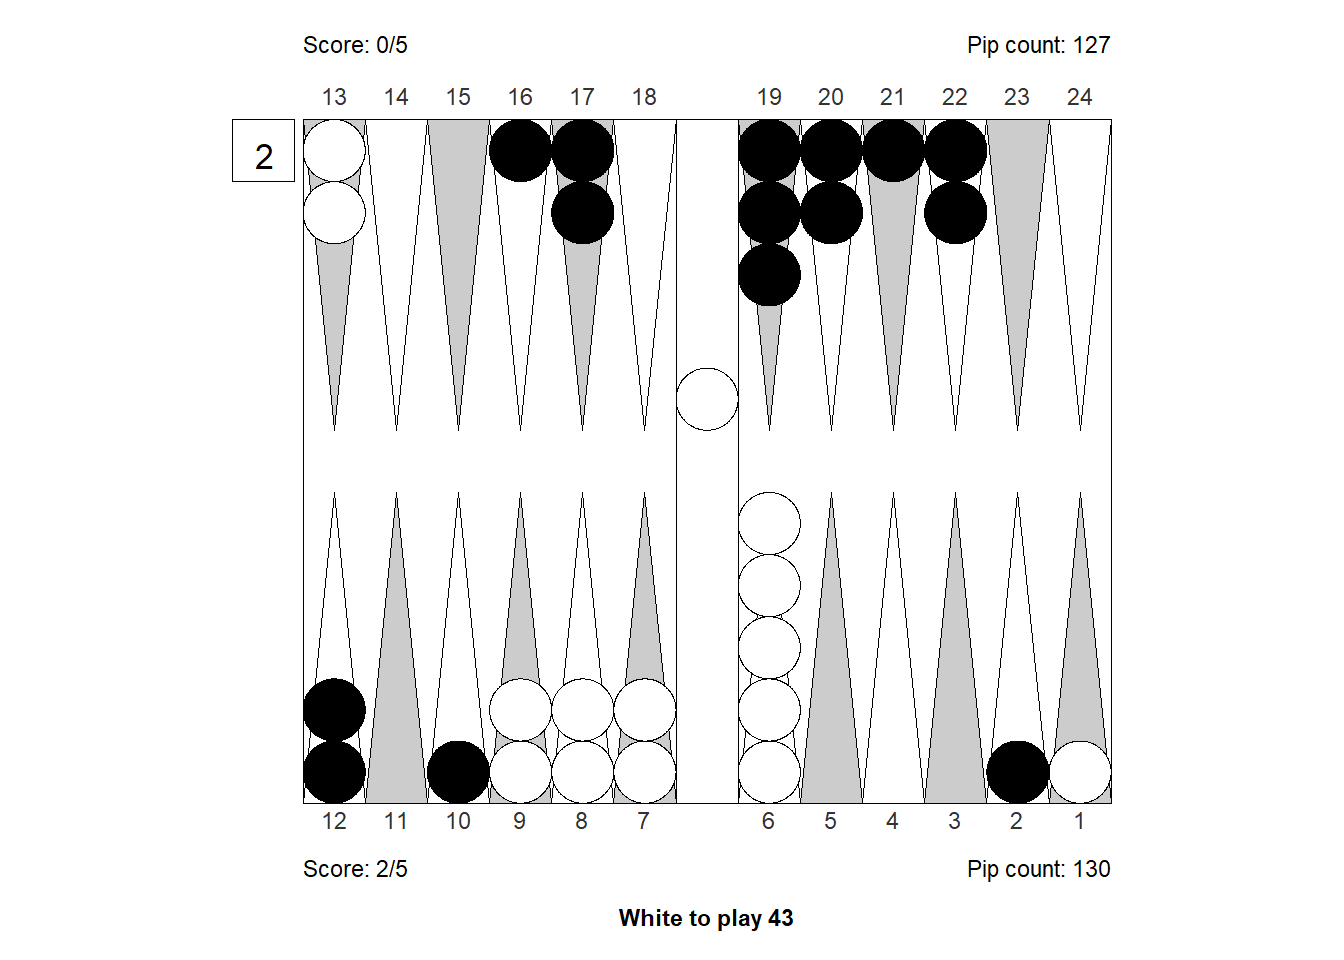 Score: 0/5 Pip count: 127
13 14 15 16 17 18 19 20 21 22 23 24
2
12 11 10 9 8 7 6 5 4 3 2 1
Score: 2/5 Pip count: 130
White to play 43